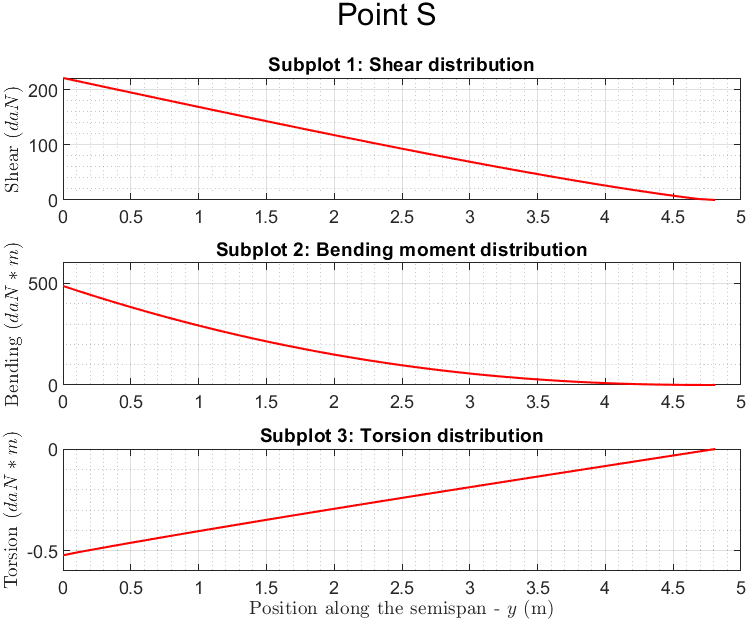 Point S
Subplot 1: Shear distribution
Shear (daN)
200
100
0
0 0.5 1 1.5 2 2.5 3 3.5 4 4.5 5
Subplot 2: Bending moment distribution
Bending (daN * m)
500
0
0 0.5 1 1.5 2 2.5 3 3.5 4 4.5 5
Subplot 3: Torsion distribution
Torsion (daN * m)
0
-0.5
0 0.5 1 1.5 2 2.5 3 3.5 4 4.5 5
Position along the semispan - y (m)